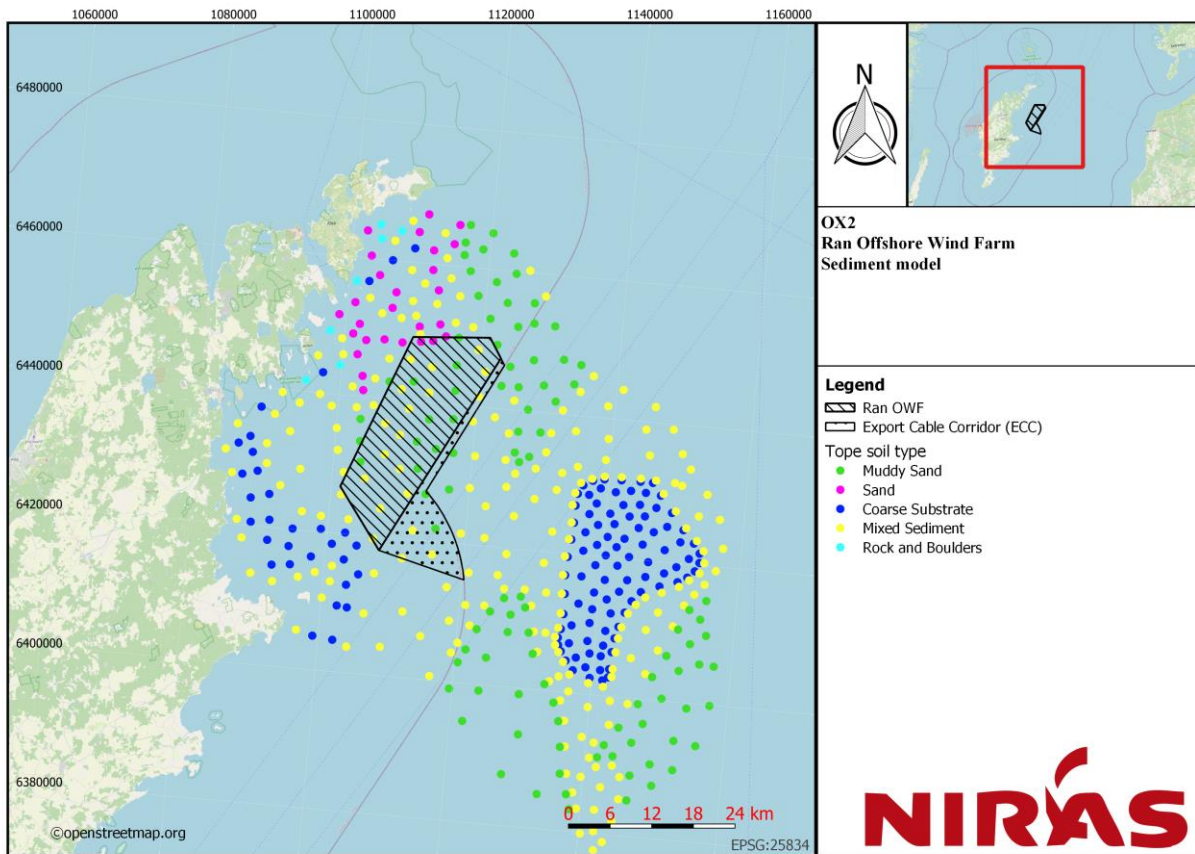 1060000
1080000
1100000
1120000
1140000
1160000
6480000
6460000
6440000
6420000
6400000
6380000
©openstreetmap.org
0 6 12 18 24 km
EPSG:25834
N
OX2
Ran Offshore Wind Farm
Sediment model
Legend
Ran OWF
Export Cable Corridor (ECC)
Tope soil type
Muddy Sand
Sand
Coarse Substrate
Mixed Sediment
Rock and Boulders
NIRAS